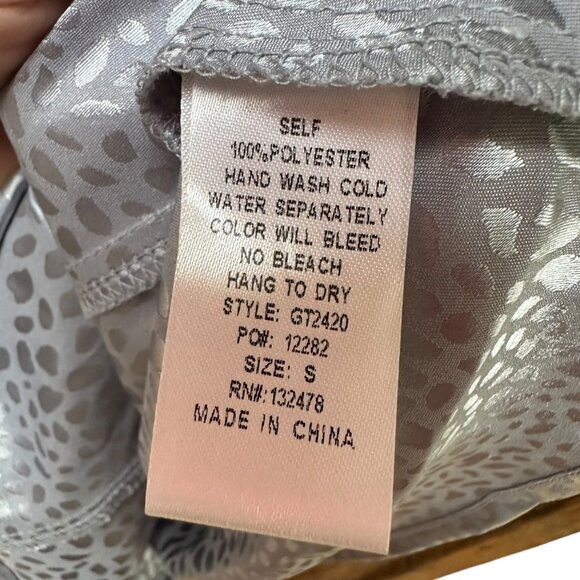 SELF
100%POLYESTER
HAND WASH COLD
WATER SEPARATELY
COLOR WILL BLEED
NO BLEACH
HANG TO DRY
STYLE: GT2420
PO#: 12282
SIZE: S
RN#:132478
MADE IN CHINA